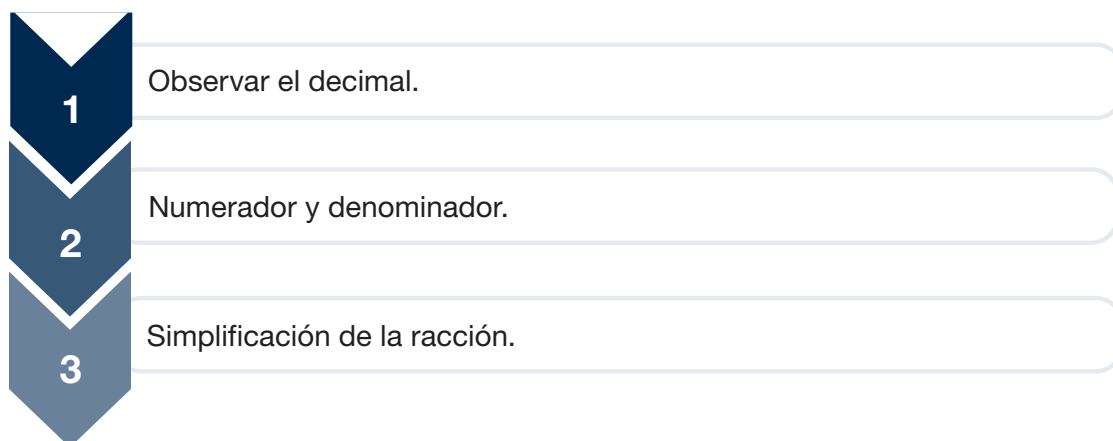 1
Observar el decimal.
2
Numerador y denominador.
3
Simplificación de la racción.